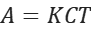 A = KCT